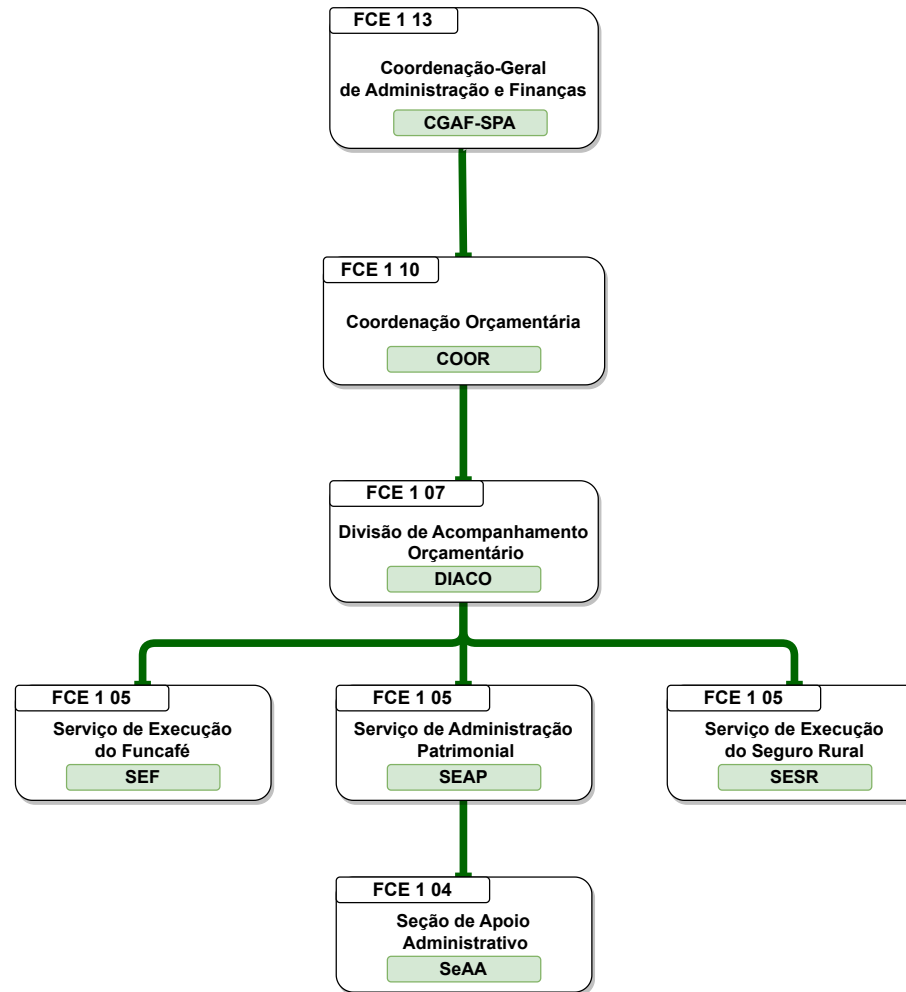 FCE 1 13
Coordenação-Geral
de Administração e Finanças
CGAF-SPA
FCE 1 10
Coordenação Orçamentária
COOR
FCE 1 07
Divisão de Acompanhamento
Orçamentário
DIACO
FCE 1 05
Serviço de Execução
do Funcafé
SEF
FCE 1 05
Serviço de Administração
Patrimonial
SEAP
FCE 1 05
Serviço de Execução
do Seguro Rural
SESR
FCE 1 04
Seção de Apoio
Administrativo
SeAA